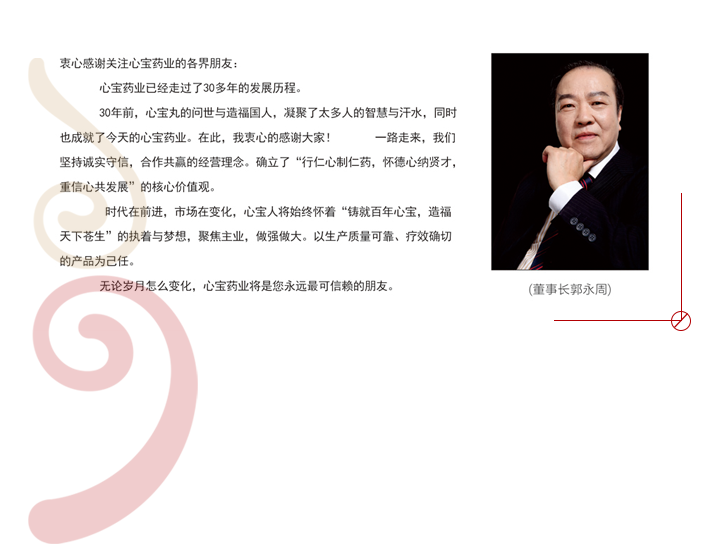 衷心感谢关注心宝药业的各界朋友：
心宝药业已经走过了30多年的发展历程。
30年前，心宝丸的问世与造福国人，凝聚了太多人的智慧与汗水，同时
也成就了今天的心宝药业。在此，我衷心的感谢大家！ 一路走来，我们
坚持诚实守信，合作共赢的经营理念。确立了“行仁心制仁药，怀德心纳贤才，
重信心共发展”的核心价值观。
时代在前进，市场在变化，心宝人将始终怀着“铸就百年心宝，造福
天下苍生”的执着与梦想，聚焦主业，做强做大。以生产质量可靠、疗效确切
的产品为己任。
无论岁月怎么变化，心宝药业将是您永远最可信赖的朋友。
(董事长郭永周)